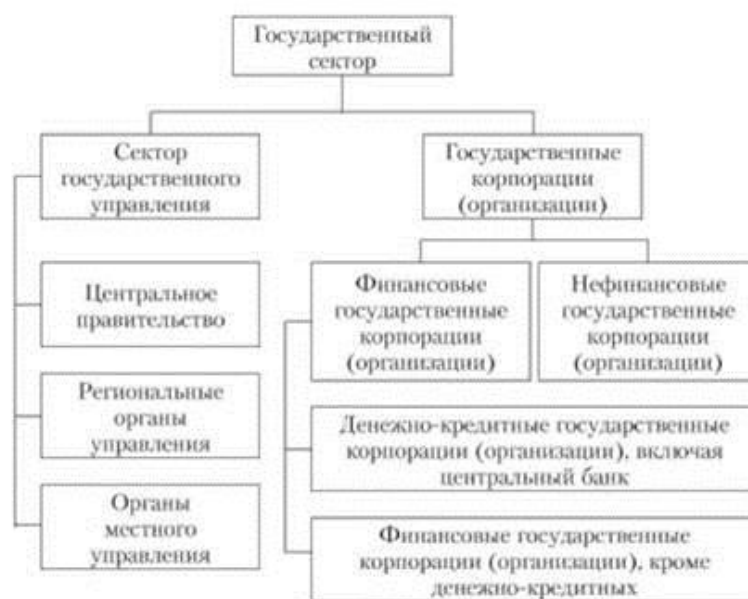 Государственный
сектор
Сектор
государственного
управления
Государственные
корпорации
(организации)
Центральное
правительство
Региональные
органы
управления
Органы
местного
управления
Финансовые
государственные
корпорации
(организации)
Нефинансовые
государственные
корпорации
(организации)
Денежно-кредитные государственные
корпорации (организации), включая
центральный банк
Финансовые государственные
корпорации (организации), кроме
денежно-кредитных